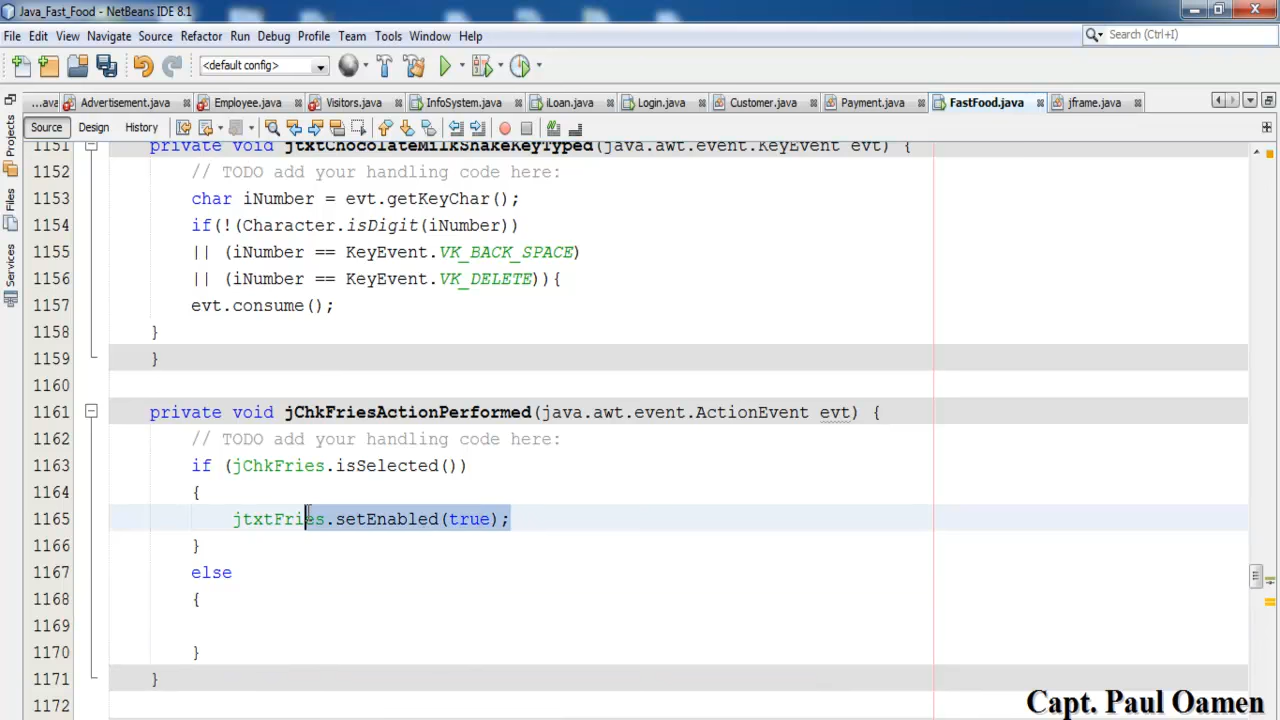 Java_Fast_Food - NetBeans IDE 8.1
File Edit View Navigate Source Refactor Run Debug Profile Team Tools Window Help
Search (Ctrl+I)
<default config>
...ava Advertisement.java Employee.java Visitors.java InfoSystem.java iLoan.java Login.java Customer.java Payment.java FastFood.java jframe.java
Source Design History
Projects
Files
Services
1151 private void jtxtChocolateMilkShakeKeyTyped(java.awt.event.KeyEvent evt) {
1152 // TODO add your handling code here:
1153 char iNumber = evt.getKeyChar();
1154 if(!(Character.isDigit(iNumber))
1155 || (iNumber == KeyEvent.VK_BACK_SPACE)
1156 || (iNumber == KeyEvent.VK_DELETE)){
1157 evt.consume();
1158 }
1159 }
1160
1161 private void jChkFriesActionPerformed(java.awt.event.ActionEvent evt) {
1162 // TODO add your handling code here:
1163 if (jChkFries.isSelected())
1164 {
1165 jtxtFries.setEnabled(true);
1166 }
1167 else
1168 {
1169
1170 }
1171 }
1172
Capt. Paul Oamen